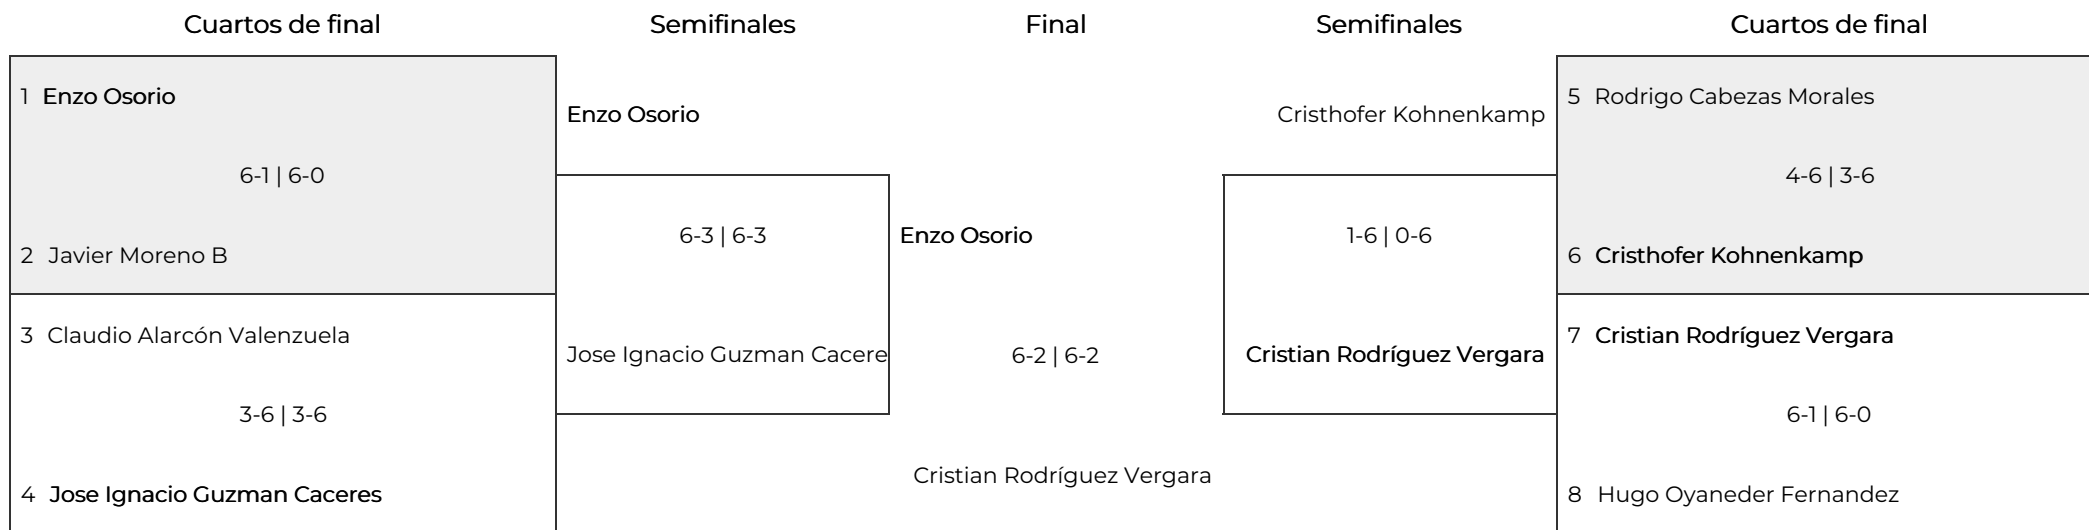 Cuartos de final
Semifinales
Final
Semifinales
Cuartos de final
1 Enzo Osorio
6-1 | 6-0
2 Javier Moreno B
3 Claudio Alarcón Valenzuela
3-6 | 3-6
4 Jose Ignacio Guzman Caceres
Enzo Osorio
6-3 | 6-3
Jose Ignacio Guzman Cacere
Enzo Osorio
6-2 | 6-2
Cristian Rodríguez Vergara
Cristhofer Kohnenkamp
1-6 | 0-6
Cristian Rodríguez Vergara
5 Rodrigo Cabezas Morales
4-6 | 3-6
6 Cristhofer Kohnenkamp
7 Cristian Rodríguez Vergara
6-1 | 6-0
8 Hugo Oyaneder Fernandez